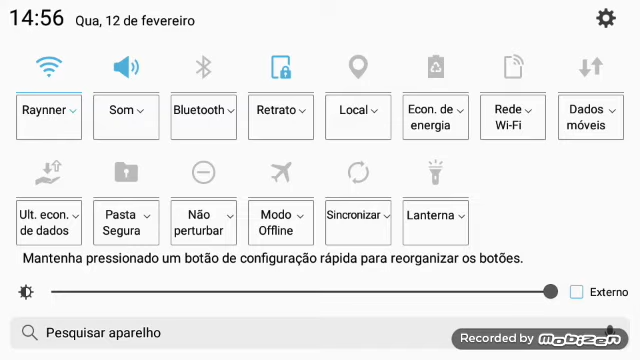 14:56 Qua, 12 de fevereiro
Raynner Som Bluetooth Retrato Local Econ. de energia Rede Wi-Fi Dados móveis
Ult. econ. de dados Pasta Segura Não perturbar Modo Offline Sincronizar Lanterna
Mantenha pressionado um botão de configuração rápida para reorganizar os botões.
Externo
Pesquisar aparelho
Recorded by MOBIZEN